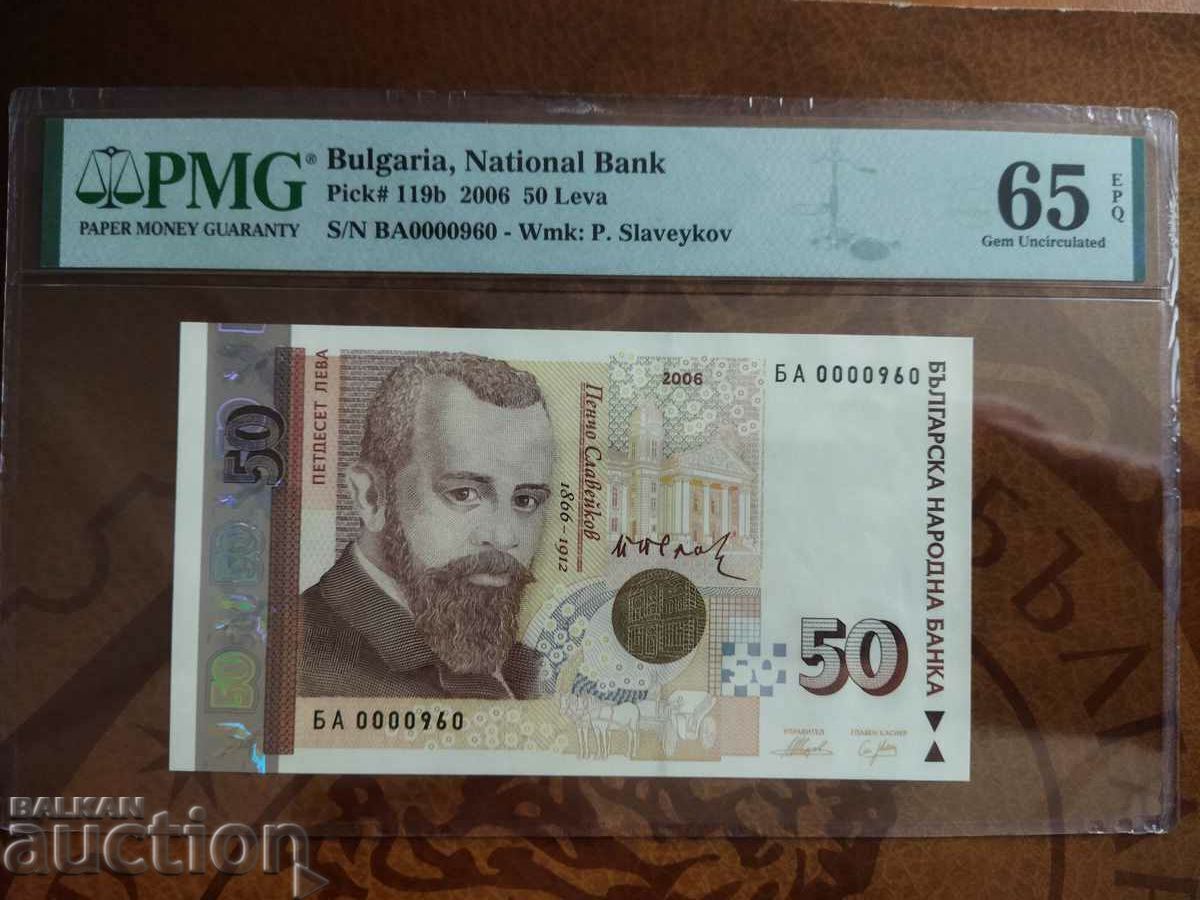 PMG®
PAPER MONEY GUARANTY
Bulgaria, National Bank
Pick# 119b 2006 50 Leva
S/N BA0000960 - Wmk: P. Slaveykov
65
EPQ
Gem Uncirculated
50
ПЕТДЕСЕТ ЛЕВА
Пенчо Славейков
1866-1912
2006
БА 0000960
БЪЛГАРСКА НАРОДНА БАНКА
50
50
БА 0000960
УПРАВИТЕЛ
ГЛАВЕН КАСИЕР
BALKAN
auction